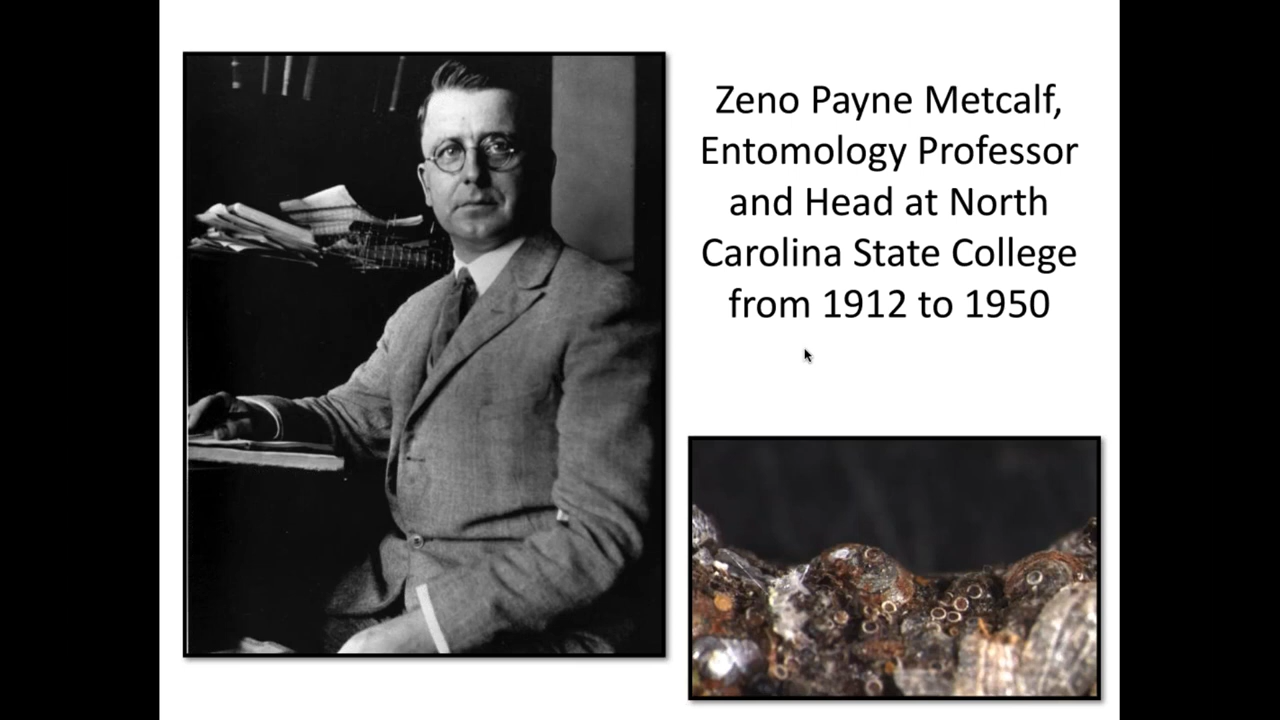 Zeno Payne Metcalf,
Entomology Professor
and Head at North
Carolina State College
from 1912 to 1950